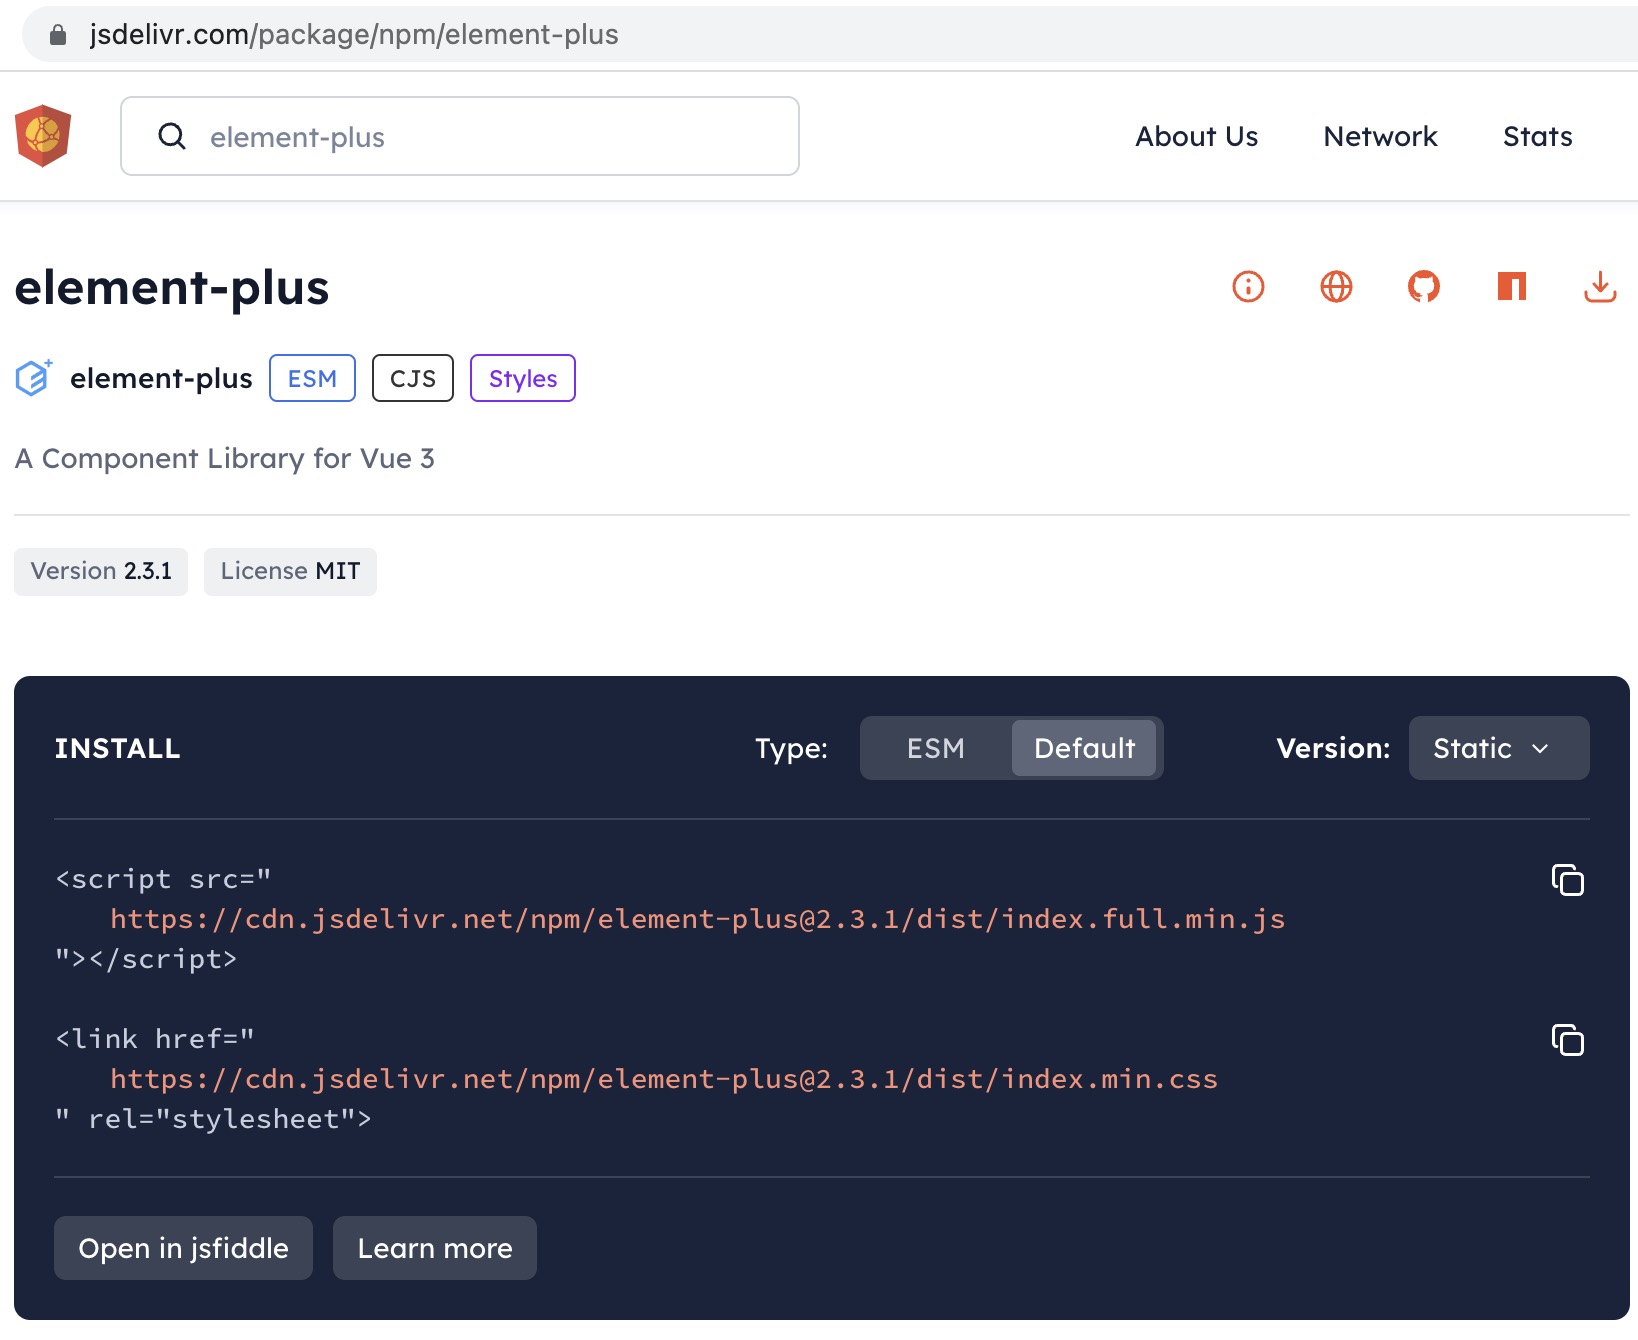 jsdelivr.com/package/npm/element-plus
element-plus
About Us
Network
Stats
element-plus
element-plus
ESM
CJS
Styles
A Component Library for Vue 3
Version 2.3.1
License MIT
INSTALL
Type:
ESM
Default
Version:
Static
<script src="
https://cdn.jsdelivr.net/npm/element-plus@2.3.1/dist/index.full.min.js
"></script>
<link href="
https://cdn.jsdelivr.net/npm/element-plus@2.3.1/dist/index.min.css
" rel="stylesheet">
Open in jsfiddle
Learn more